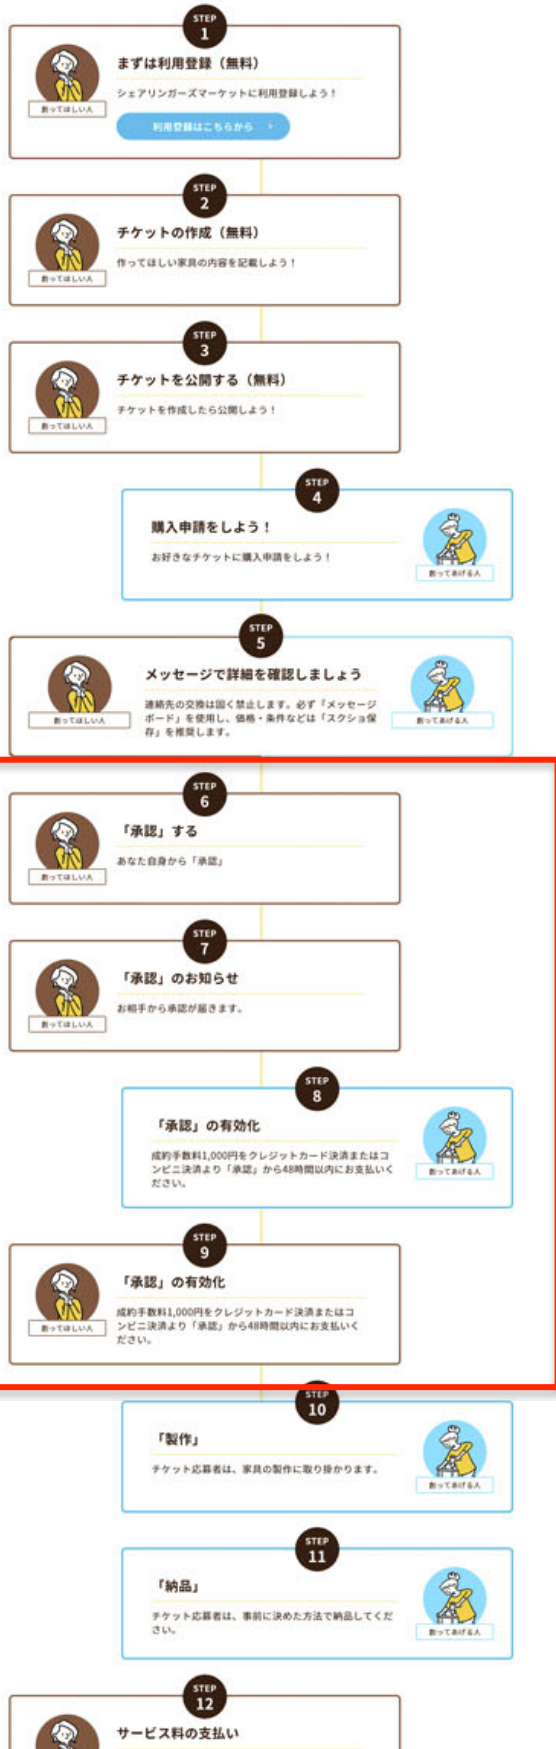 STEP
1
まずは利用登録（無料）
創ってほしい人
シェアリンガーズマーケットに利用登録しよう！
利用登録はこちらから
STEP
2
チケットの作成（無料）
創ってほしい人
作ってほしい家具の内容を記載しよう！
STEP
3
チケットを公開する（無料）
創ってほしい人
チケットを作成したら公開しよう！
STEP
4
購入申請をしよう！
お好きなチケットに購入申請をしよう！
創ってあげる人
STEP
5
メッセージで詳細を確認しましょう
創ってほしい人
連絡先の交換は固く禁止します。必ず「メッセージ
ボード」を使用し、価格・条件などは「スクショ保
存」を推奨します。
創ってあげる人
STEP
6
「承認」する
創ってほしい人
あなた自身から「承認」
STEP
7
「承認」のお知らせ
創ってほしい人
お相手から承認が届きます。
STEP
8
「承認」の有効化
成約手数料1,000円をクレジットカード決済またはコ
ンビニ決済より「承認」から48時間以内にお支払いく
ださい。
創ってあげる人
STEP
9
「承認」の有効化
創ってほしい人
成約手数料1,000円をクレジットカード決済またはコ
ンビニ決済より「承認」から48時間以内にお支払いく
ださい。
STEP
10
「製作」
チケット応募者は、家具の製作に取り掛かります。
創ってあげる人
STEP
11
「納品」
チケット応募者は、事前に決めた方法で納品してくだ
さい。
創ってあげる人
STEP
12
サービス料の支払い